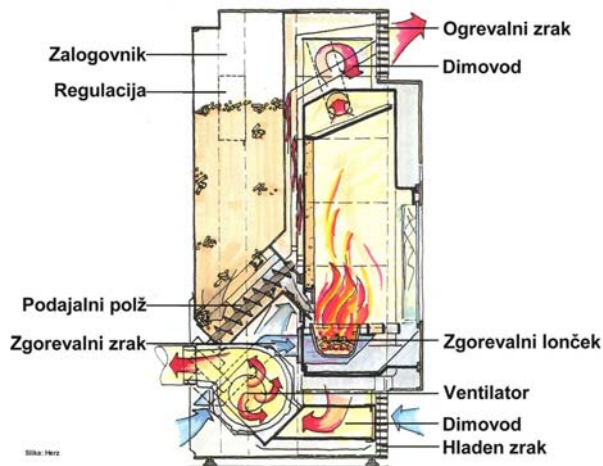 Ogrevalni zrak
Zalogovnik
Dimovod
Regulacija
Podajalni polž
Zgorevalni zrak
Zgorevalni lonček
Ventilator
Dimovod
Hladen zrak
Slika: Herz